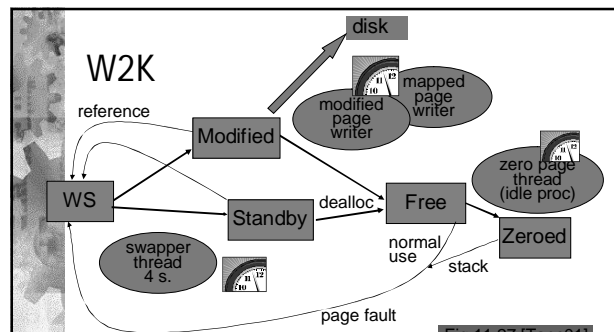 disk
W2K
mapped
page
writer
modified
page
writer
reference
Modified
zero page
thread
(idle proc)
WS
Standby
dealloc
Free
Zeroed
normal
use
stack
swapper
thread
4 s.
page fault